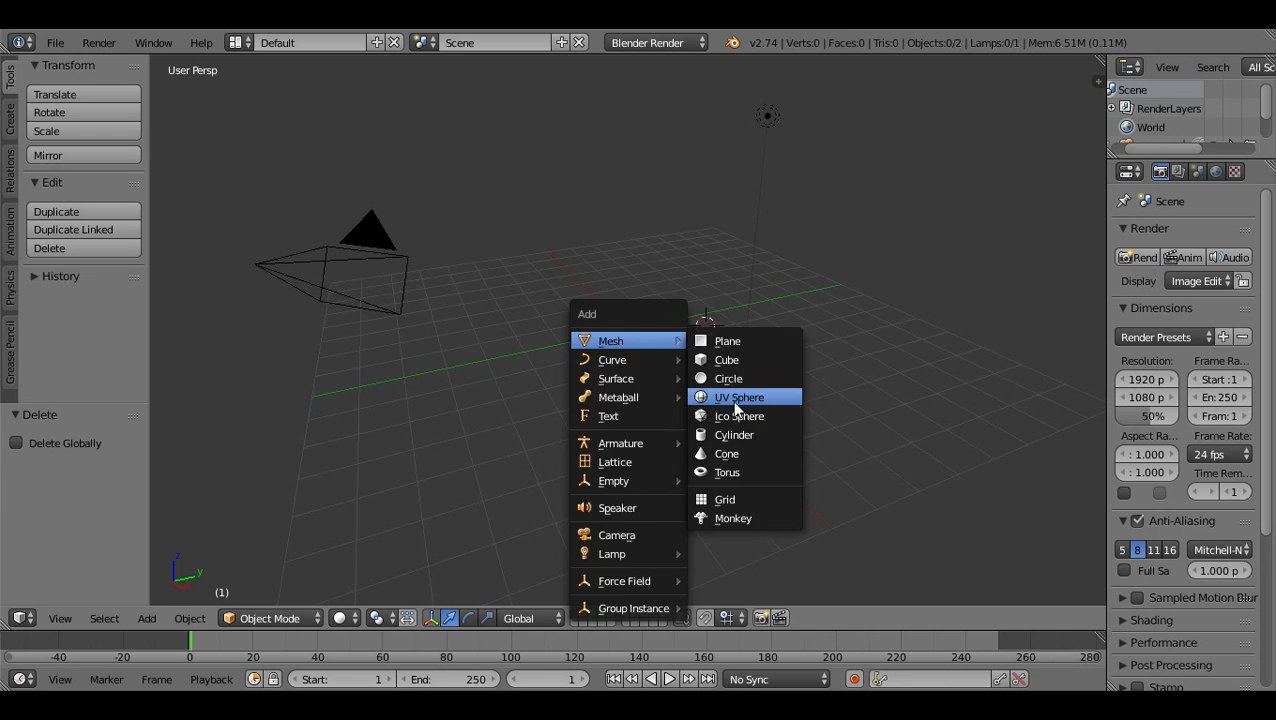 File Render Window Help Default Scene Blender Render v2.74 | Verts:0 | Faces:0 | Tris:0 | Objects:0/2 | Lamps:0/1 | Mem:6.51M (0.11M)
Tools
Create
Relations
Animation
Physics
Grease Pencil
Transform
Translate
Rotate
Scale
Mirror
Edit
Duplicate
Duplicate Linked
Delete
History
Delete
Delete Globally
User Persp
Add
Mesh
Curve
Surface
Metaball
Text
Armature
Lattice
Empty
Speaker
Camera
Lamp
Force Field
Group Instance
Plane
Cube
Circle
UV Sphere
Ico Sphere
Cylinder
Cone
Torus
Grid
Monkey
z
y
(1)
View Select Add Object Object Mode Global
-40 -20 0 20 40 60 80 100 120 140 160 180 200 220 240 260 280
View Marker Frame Playback Start: 1 End: 250 1 No Sync
View Search All Sc
Scene
RenderLayers
World
Scene
Render
Rend Anim Audio
Display Image Edit
Dimensions
Render Presets
Resolution: Frame Ra
1920 p Start :1
1080 p En: 250
50% Fram: 1
Aspect Ra Frame Rate:
: 1.000 24 fps
: 1.000 Time Rem...
1
Anti-Aliasing
5 8 11 16 Mitchell-N
Full Sa 1.000 p
Sampled Motion Blur
Shading
Performance
Post Processing
Stamp